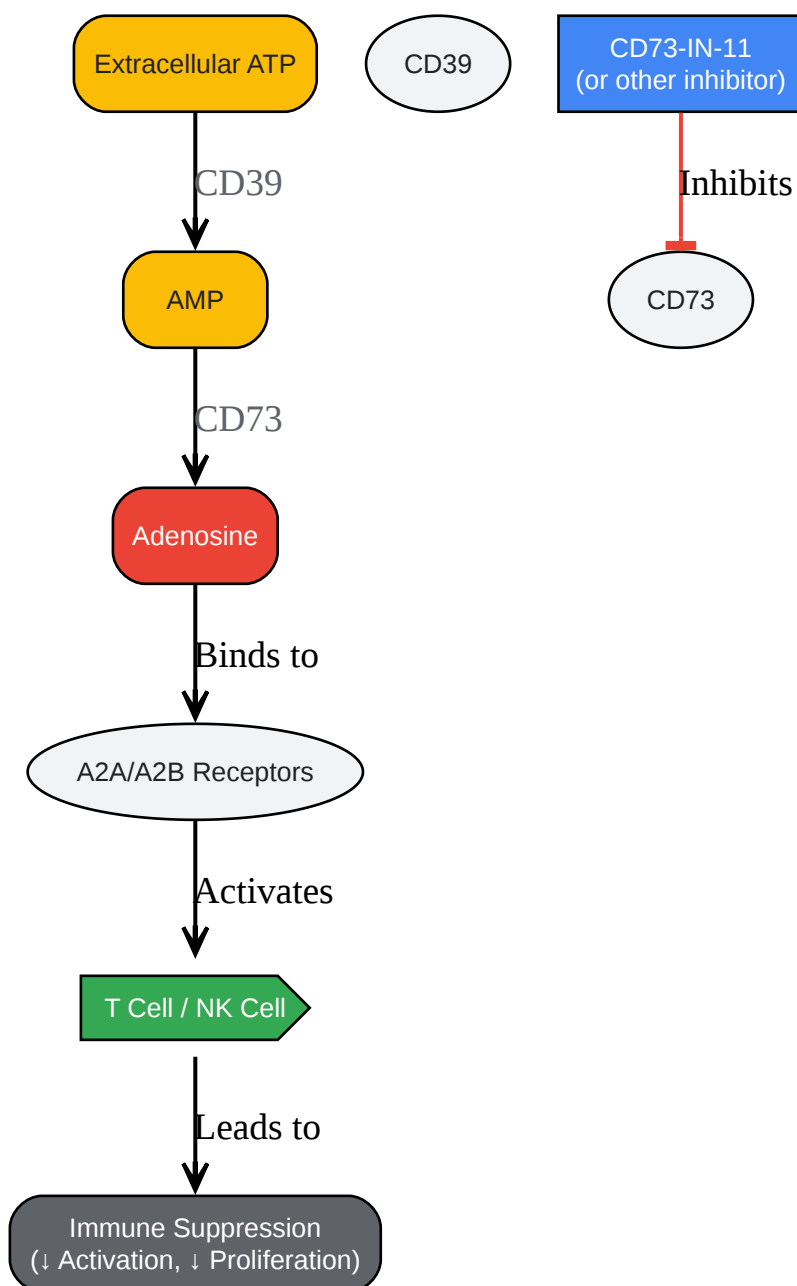 Extracellular ATP
CD39
CD73-IN-11
(or other inhibitor)
CD39
Inhibits
AMP
CD73
CD73
Adenosine
Binds to
A2A/A2B Receptors
Activates
T Cell / NK Cell
Leads to
Immune Suppression
(↓ Activation, ↓ Proliferation)